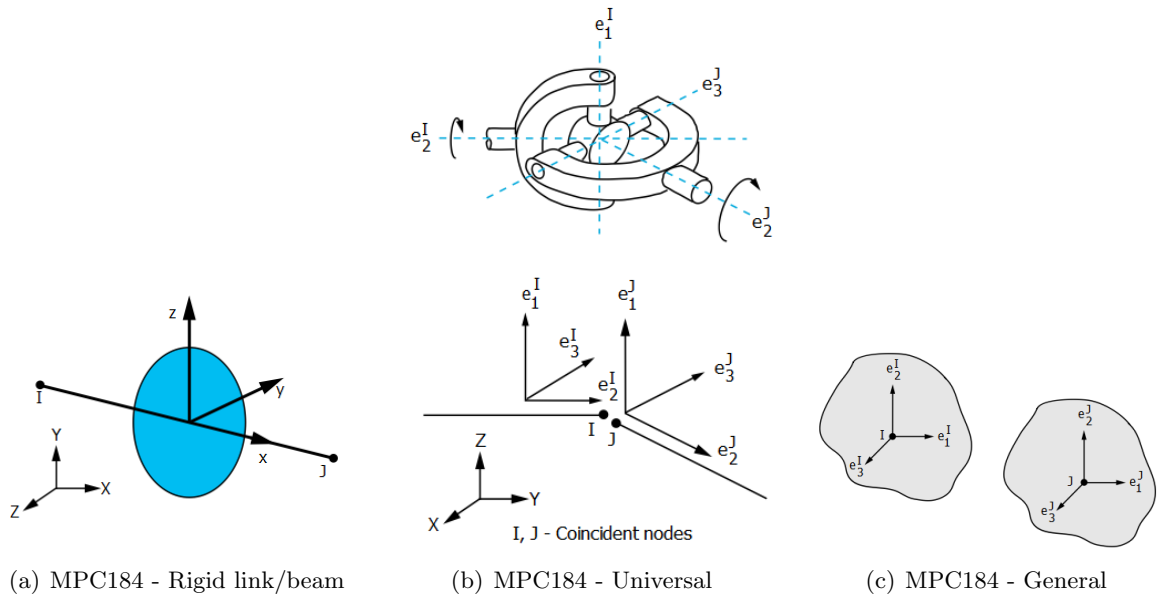 e₁ᴵ
e₃ᴶ
e₂ᴵ
e₂ᴶ
z
I
y
x
J
Y
X
Z
e₁ᴵ
e₁ᴶ
e₃ᴵ
e₃ᴶ
e₂ᴵ
I
J
e₂ᴶ
Z
Y
X
I, J - Coincident nodes
e₂ᴵ
I
e₁ᴵ
e₃ᴵ
e₂ᴶ
J
e₁ᴶ
e₃ᴶ
(a) MPC184 - Rigid link/beam
(b) MPC184 - Universal
(c) MPC184 - General